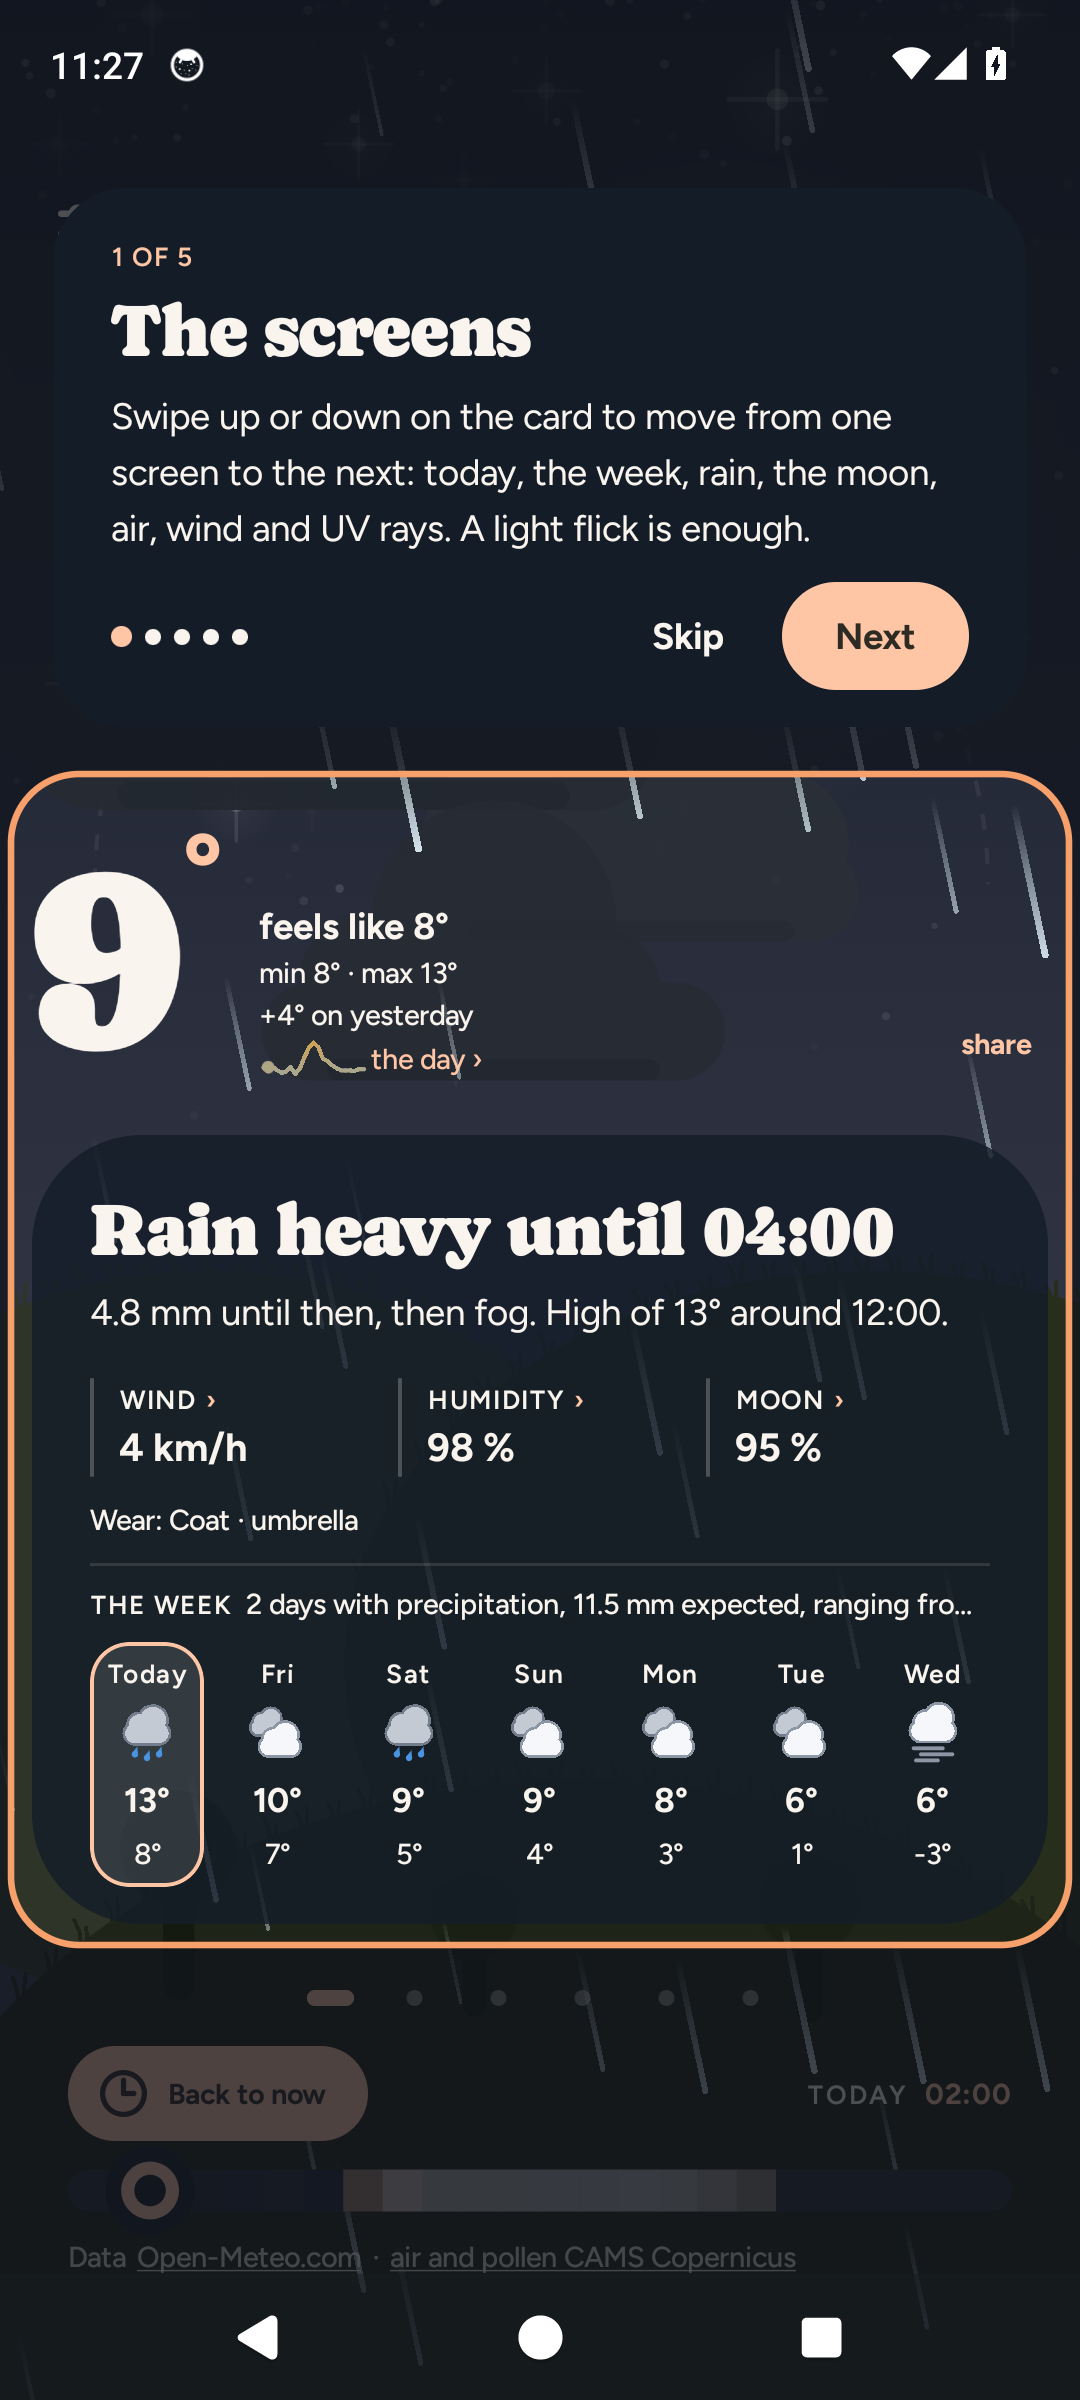 11:27
1 OF 5
The screens
Swipe up or down on the card to move from one
screen to the next: today, the week, rain, the moon,
air, wind and UV rays. A light flick is enough.
Skip
Next
9°
feels like 8°
min 8° · max 13°
+4° on yesterday
the day ›
share
Rain heavy until 04:00
4.8 mm until then, then fog. High of 13° around 12:00.
WIND › HUMIDITY › MOON ›
4 km/h 98 % 95 %
Wear: Coat · umbrella
THE WEEK 2 days with precipitation, 11.5 mm expected, ranging fro...
Today Fri Sat Sun Mon Tue Wed
13° 10° 9° 9° 8° 6° 6°
8° 7° 5° 4° 3° 1° -3°
Back to now
TODAY 02:00
Data Open-Meteo.com · air and pollen CAMS Copernicus